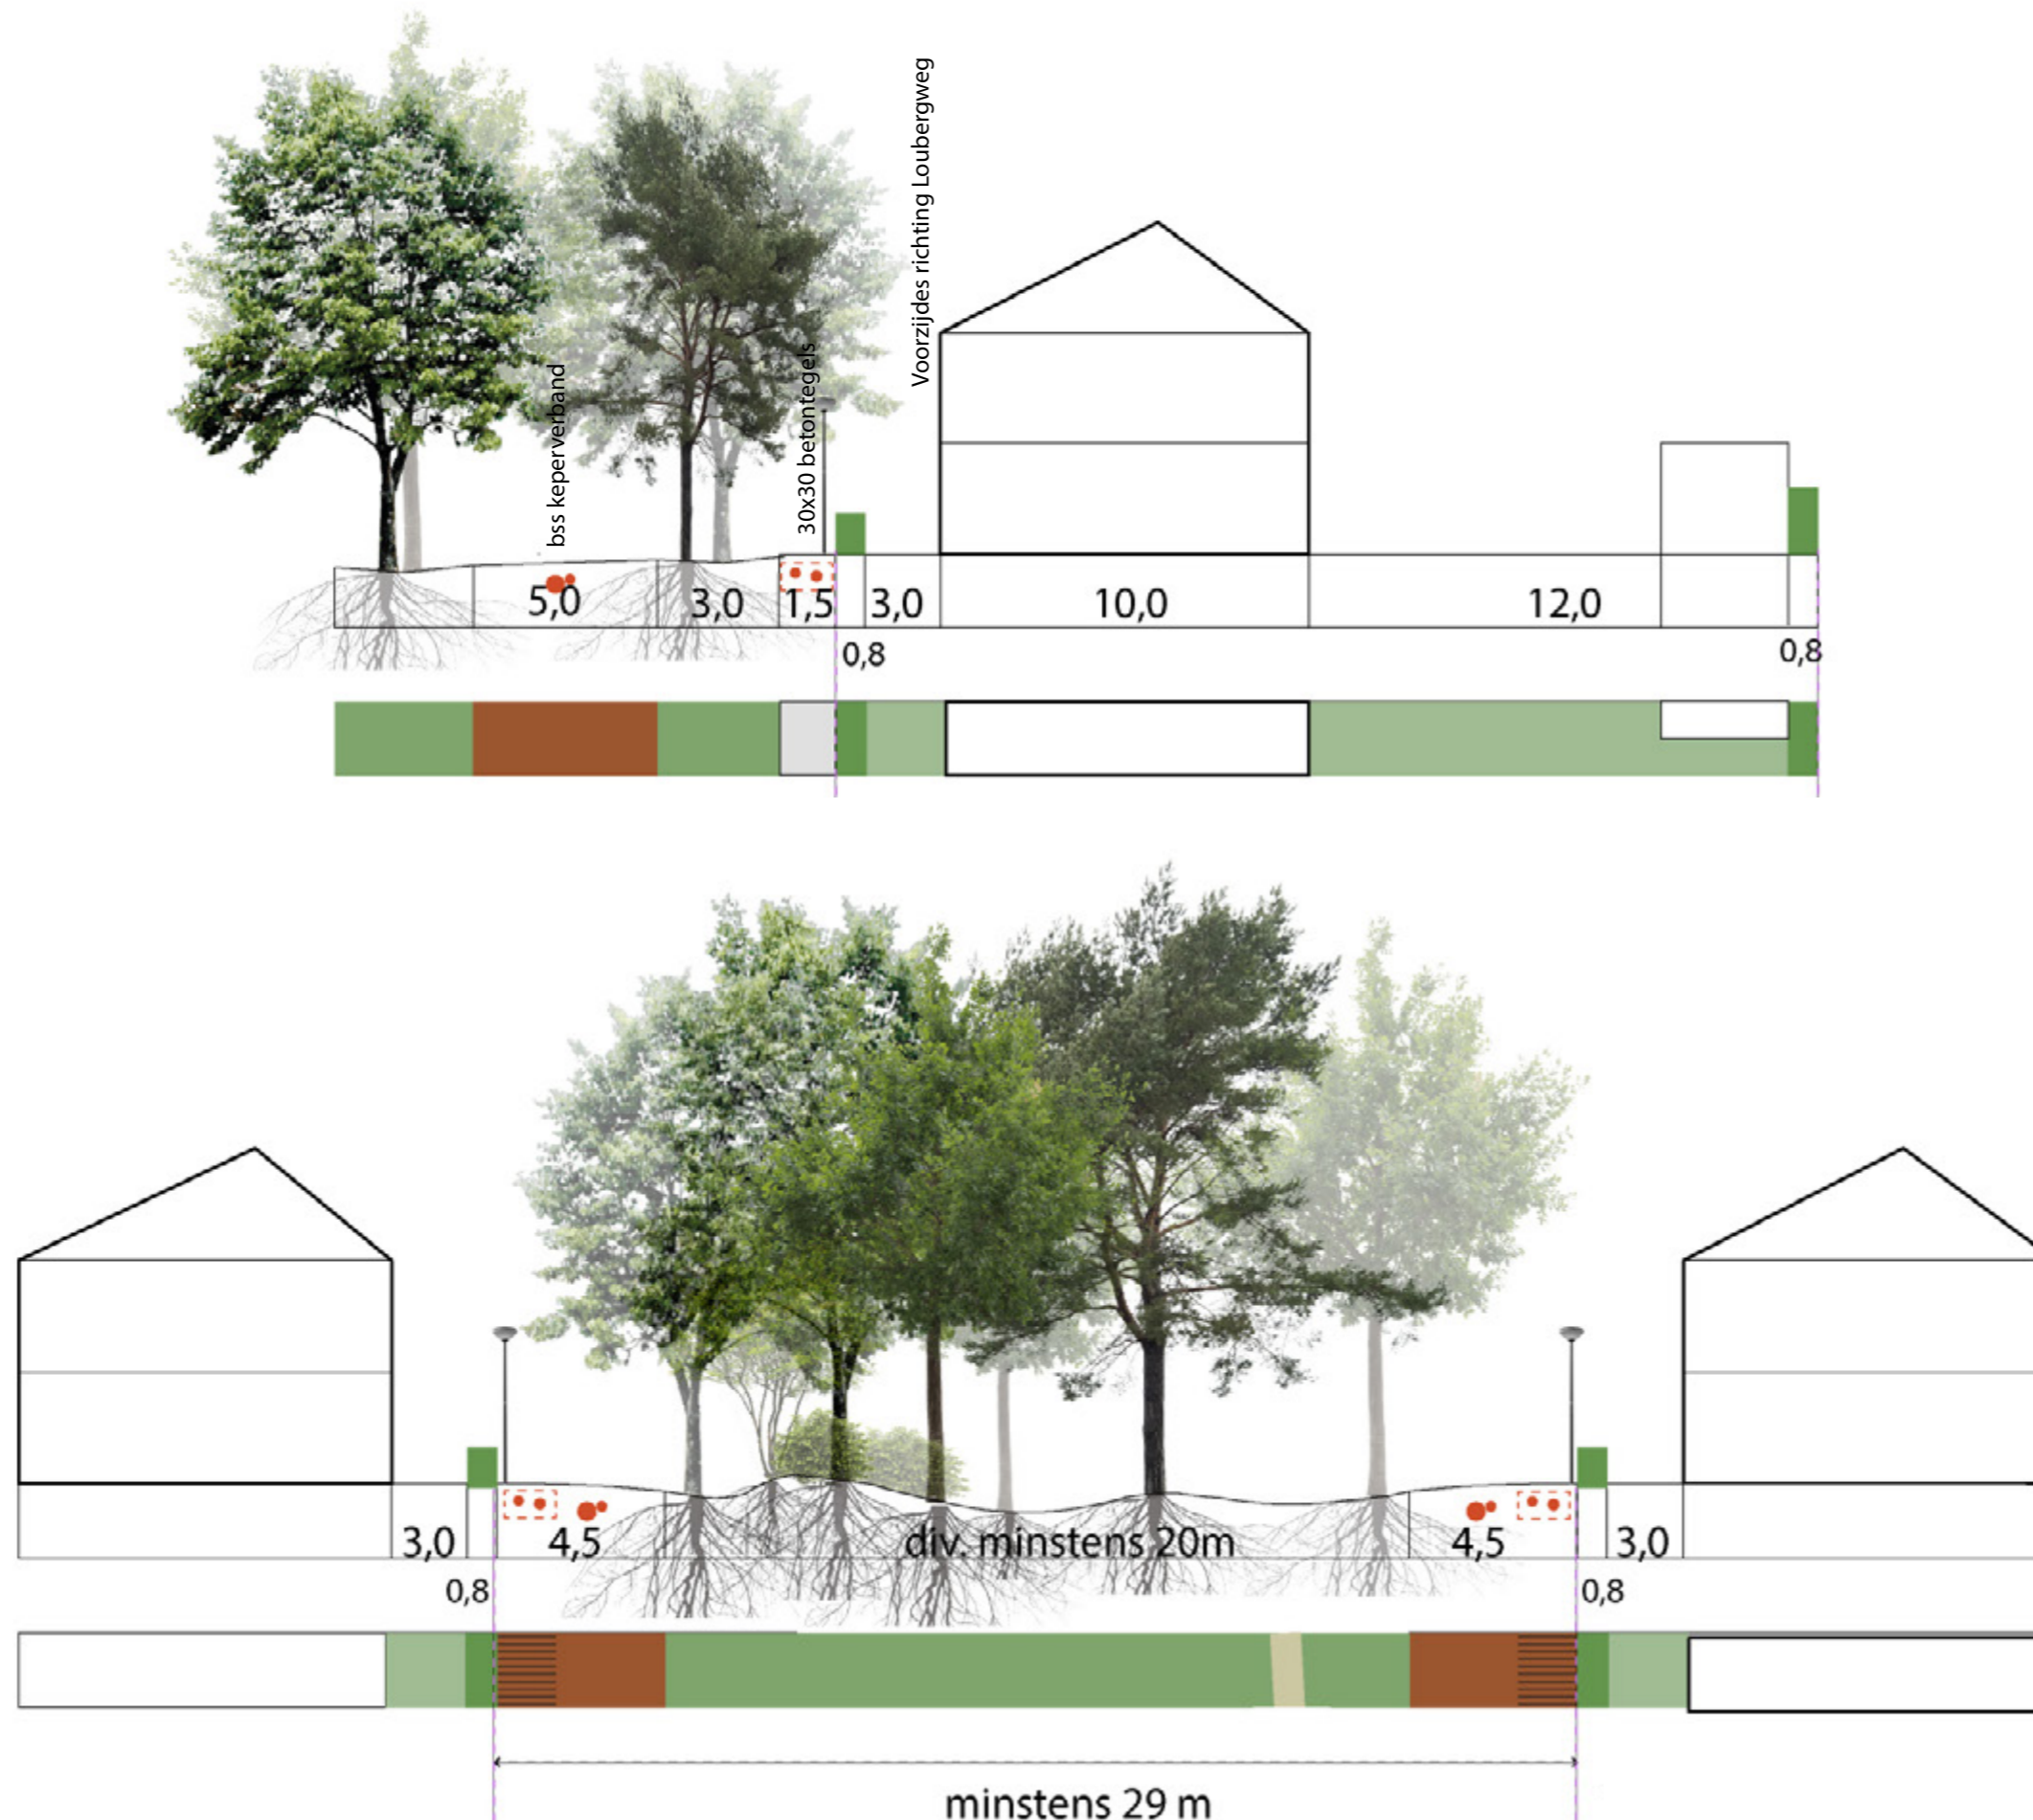 Voorzijdes richting Loubergweg
bss keperverband
30x30 betontegels
5,0
3,0
1,5
3,0
10,0
12,0
0,8
0,8
3,0
4,5
div. minstens 20m
4,5
3,0
0,8
0,8
minstens 29 m